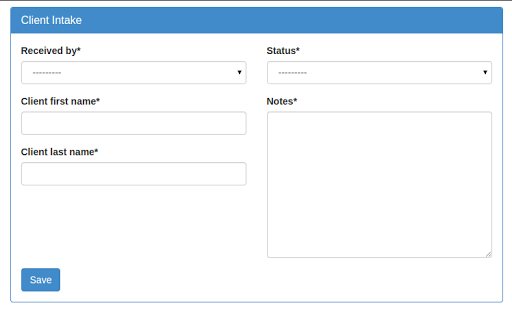 Client Intake
Received by*
---------
Client first name*
Client last name*
Status*
---------
Notes*
Save